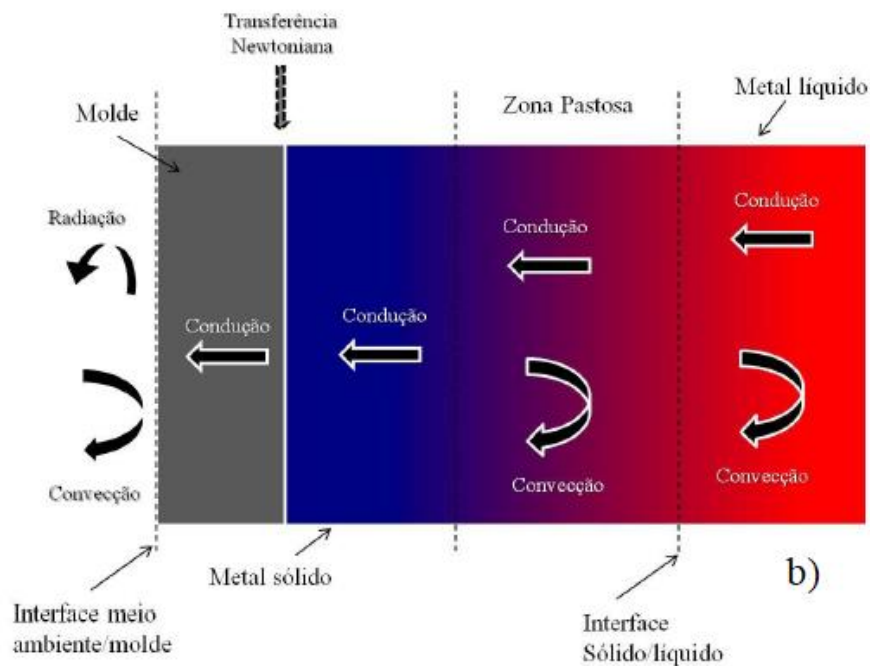 Transferência
Newtoniana
Molde
Zona Pastosa
Metal líquido
Radiação
Condução
Condução
Condução
Condução
Convecção
Convecção
Convecção
Metal sólido
b)
Interface meio
ambiente/molde
Interface
Sólido/líquido